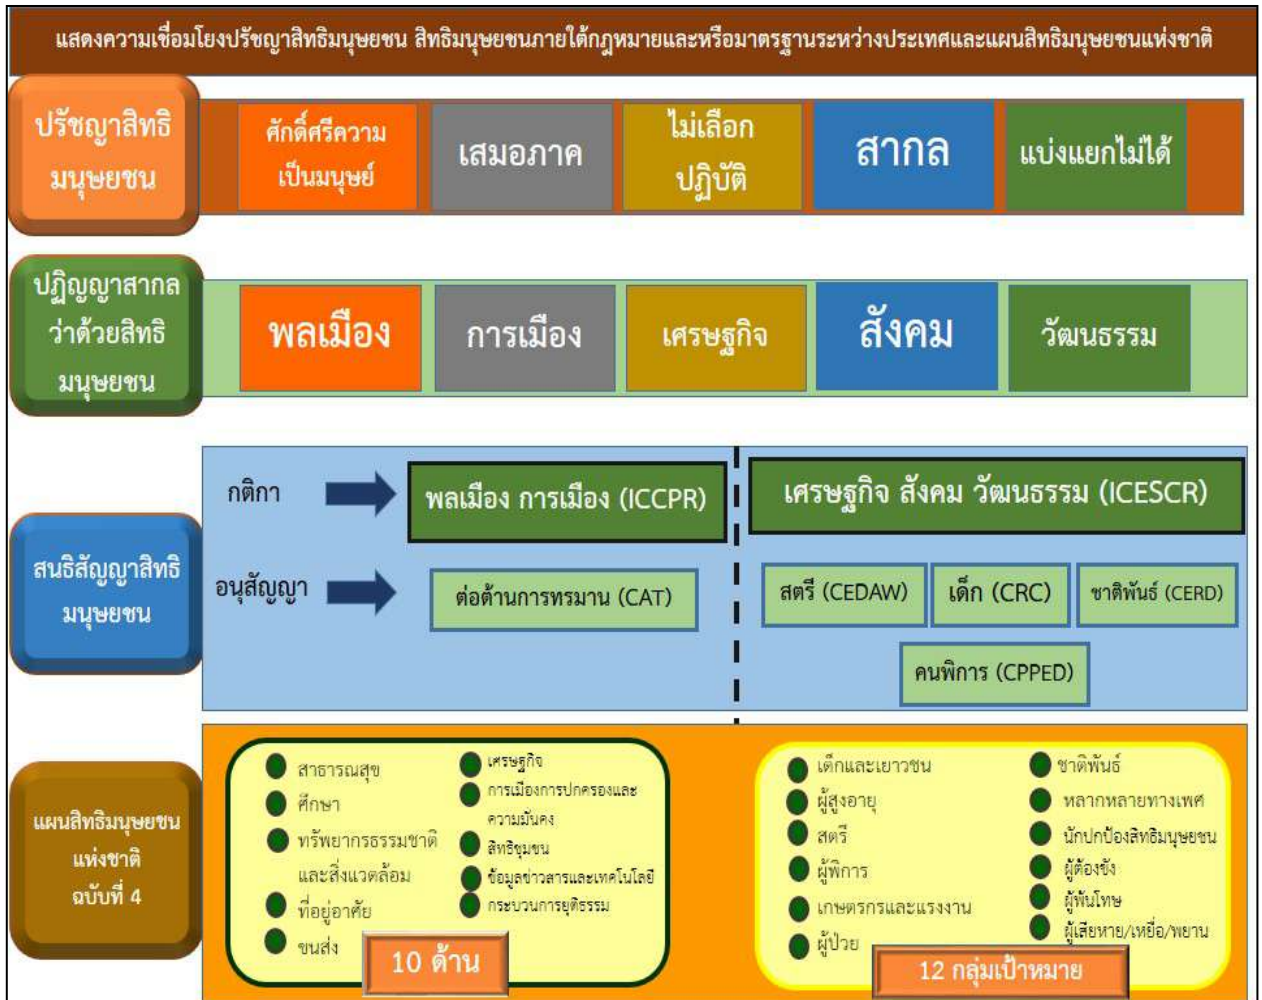 แสดงความเชื่อมโยงปรัชญาสิทธิมนุษยชน สิทธิมนุษยชนภายใต้กฎหมายและหรือมาตรฐานระหว่างประเทศและแผนสิทธิมนุษยชนแห่งชาติ
ปรัชญาสิทธิ
มนุษยชน
ศักดิ์ศรีความ
เป็นมนุษย์
เสมอภาค
ไม่เลือก
ปฏิบัติ
สากล
แบ่งแยกไม่ได้
ปฏิญญาสากล
ว่าด้วยสิทธิ
มนุษยชน
พลเมือง
การเมือง
เศรษฐกิจ
สังคม
วัฒนธรรม
สนธิสัญญาสิทธิ
มนุษยชน
กติกา
พลเมือง การเมือง (ICCPR)
เศรษฐกิจ สังคม วัฒนธรรม (ICESCR)
อนุสัญญา
ต่อต้านการทรมาน (CAT)
สตรี (CEDAW)
เด็ก (CRC)
ชาติพันธ์ (CERD)
คนพิการ (CPPED)
แผนสิทธิมนุษยชน
แห่งชาติ
ฉบับที่ 4
สาธารณสุข
ศึกษา
ทรัพยากรธรรมชาติ
และสิ่งแวดล้อม
ที่อยู่อาศัย
ขนส่ง
เศรษฐกิจ
การเมืองการปกครองและ
ความมั่นคง
สิทธิชุมชน
ข้อมูลข่าวสารและเทคโนโลยี
กระบวนการยุติธรรม
10 ด้าน
เด็กและเยาวชน
ผู้สูงอายุ
สตรี
ผู้พิการ
เกษตรกรและแรงงาน
ผู้ป่วย
ชาติพันธ์
หลากหลายทางเพศ
นักปกป้องสิทธิมนุษยชน
ผู้ต้องขัง
ผู้พ้นโทษ
ผู้เสียหาย/เหยื่อ/พยาน
12 กลุ่มเป้าหมาย